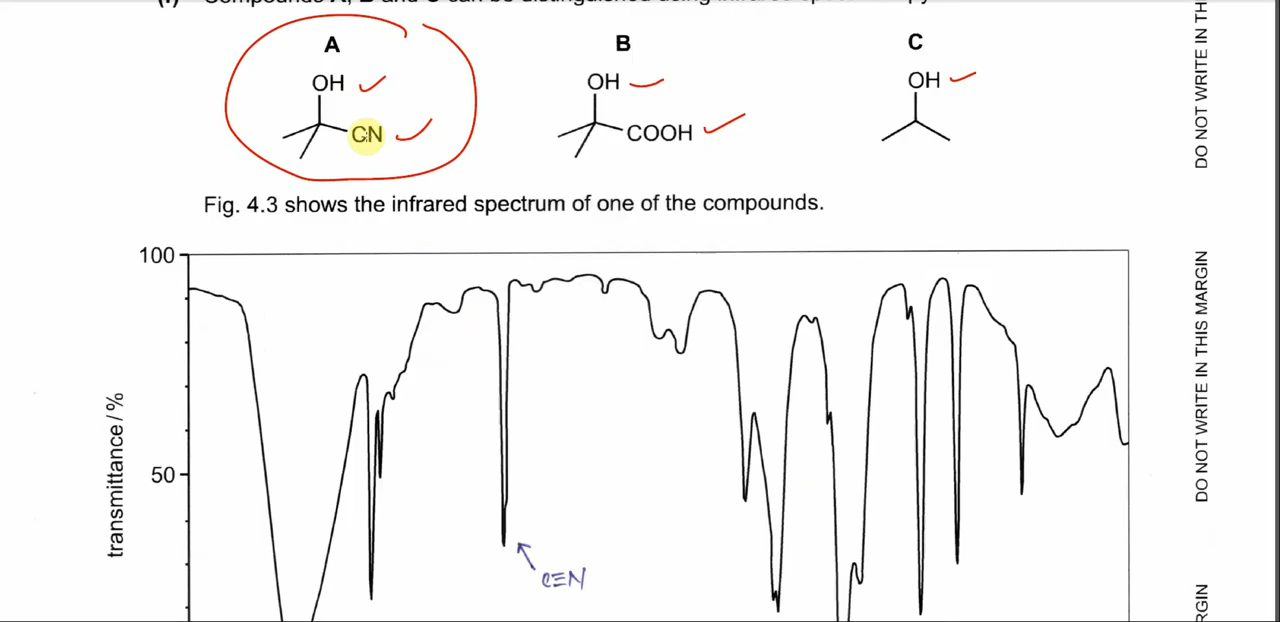 A
B
C
OH
OH
OH
CN
COOH
Fig. 4.3 shows the infrared spectrum of one of the compounds.
100
50
transmittance / %
C≡N
DO NOT WRITE IN TH
DO NOT WRITE IN THIS MARGIN
RGIN